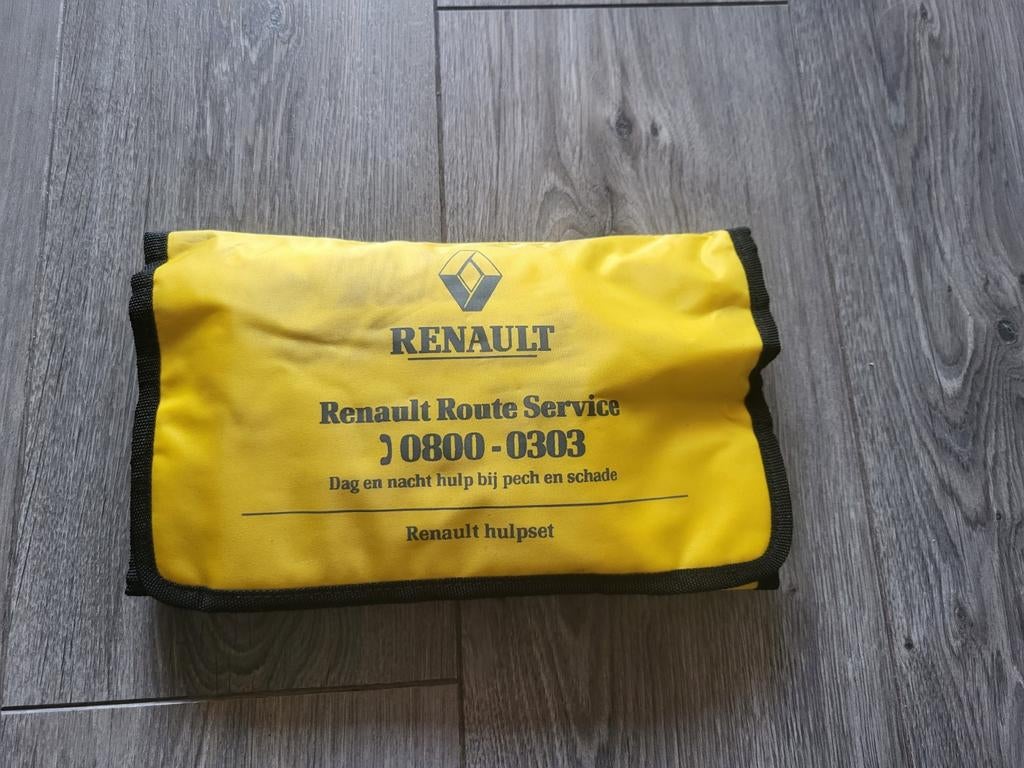 RENAULT
Renault Route Service
0800 - 0303
Dag en nacht hulp bij pech en schade
Renault hulpset